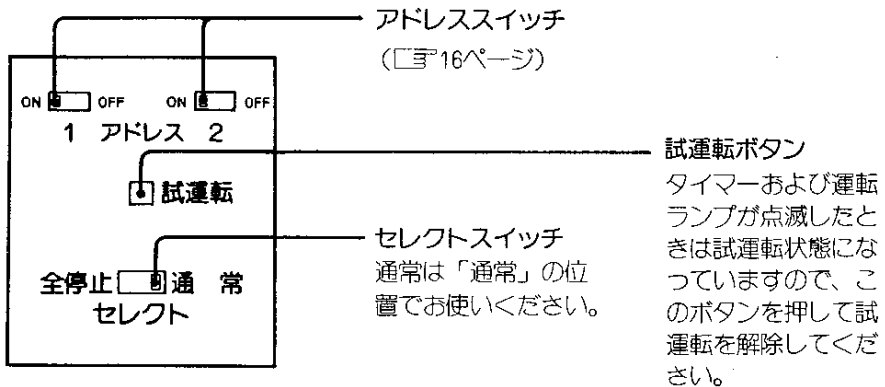 アドレススイッチ
(☞16ページ)
ON OFF ON OFF
1 アドレス 2
試運転
全停止 通 常
セレクト
セレクトスイッチ
通常は「通常」の位
置でお使いください。
試運転ボタン
タイマーおよび運転
ランプが点滅したと
きは試運転状態にな
っていますので、こ
のボタンを押して試
運転を解除してくだ
さい。